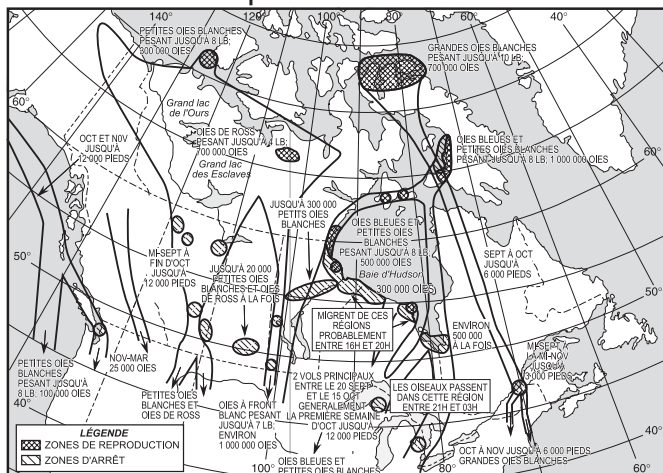 140°
120°
100°
80°
60°
40°
PETITES OIES BLANCHES
PESANT JUSQU'À 8 LB;
300 000 OIES
GRANDES OIES BLANCHES
PESANT JUSQU'À 10 LB;
700 000 OIES
60°
Grand lac
de l'Ours
OCT ET NOV
JUSQU'À
12 000 PIEDS
OIES DE ROSS
PESANT JUSQU'À 4 LB;
700 000 OIES
Grand lac
des Esclaves
OIES BLEUES ET
PETITES OIES BLANCHES
PESANT JUSQU'À 8 LB; 1 000 000 OIES
60°
JUSQU'À 300 000
PETITS OIES
BLANCHES
OIES BLEUES ET
PETITES OIES
BLANCHES
PESANT JUSQU'À 8 LB;
500 000 OIES
Baie d'Hudson
300 000 OIES
MI-SEPT À
FIN D'OCT
JUSQU'À
12 000 PIEDS
JUSQU'À 20 000
PETITES OIES
BLANCHES ET OIES
DE ROSS À LA FOIS
SEPT À OCT
JUSQU'À
6 000 PIEDS
50°
50°
MIGRENT DE CES
RÉGIONS
PROBABLEMENT
ENTRE 16H ET 20H
ENVIRON
500 000
À LA FOIS
MI-SEPT À
LA MI-NOV
JUSQU'À
3 000 PIEDS
PETITES OIES
BLANCHES
PESANT JUSQU'À
8 LB: 100 000 OIES
NOV-MAR
25 000 OIES
2 VOLS PRINCIPAUX
ENTRE LE 20 SEPT
ET LE 15 OCT
GENERALEMENT
LA PREMIÈRE SEMAINE
D'OCT JUSQU'À
12 000 PIEDS
LES OISEAUX PASSENT
DANS CETTE RÉGION
ENTRE 21H ET 03H
PETITES OIES
BLANCHES ET
OIES DE ROSS
OIES À FRONT
BLANC PESANT
JUSQU'À 7 LB;
ENVIRON
1 000 000 OIES
40°
40°
LÉGENDE
ZONES DE REPRODUCTION
ZONES D'ARRÊT
OCT À NOV JUSQU'À 6 000 PIEDS
GRANDES OIES BLANCHES
OIES BLEUES ET
PETITES OIES BLANCHES
120°
100°
80°
60°